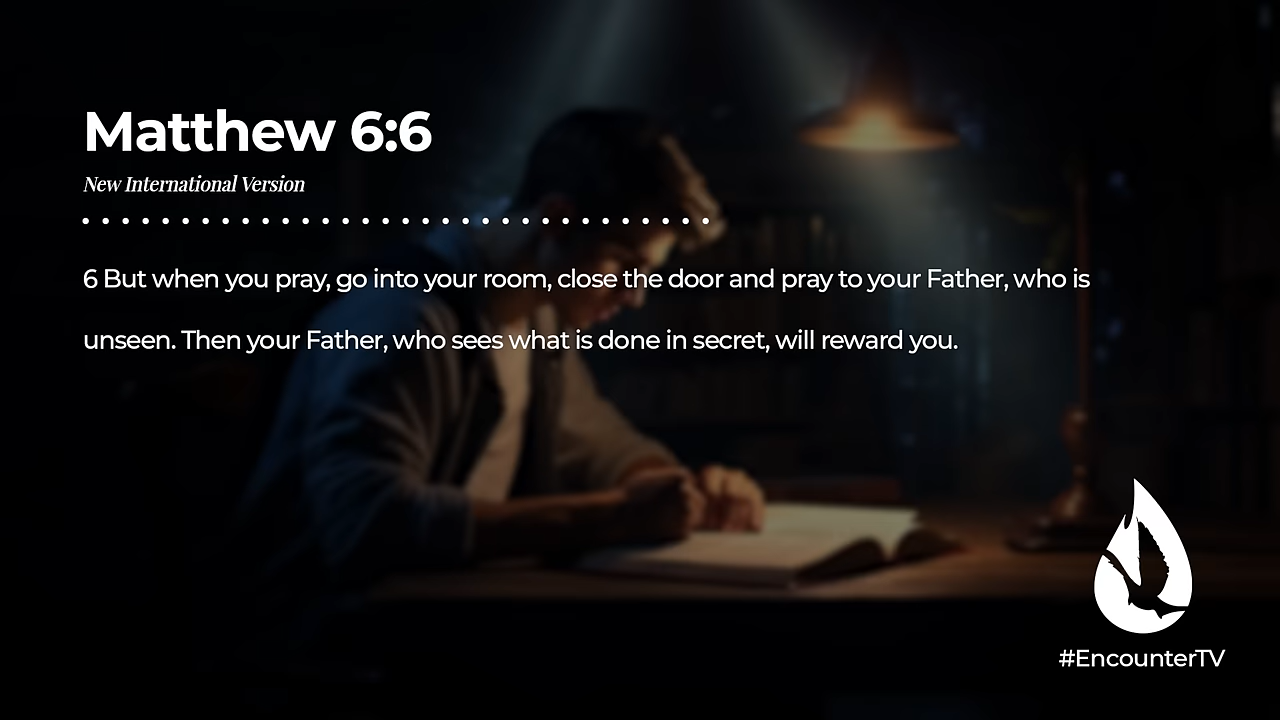 Matthew 6:6
New International Version
6 But when you pray, go into your room, close the door and pray to your Father, who is
unseen. Then your Father, who sees what is done in secret, will reward you.
#EncounterTV